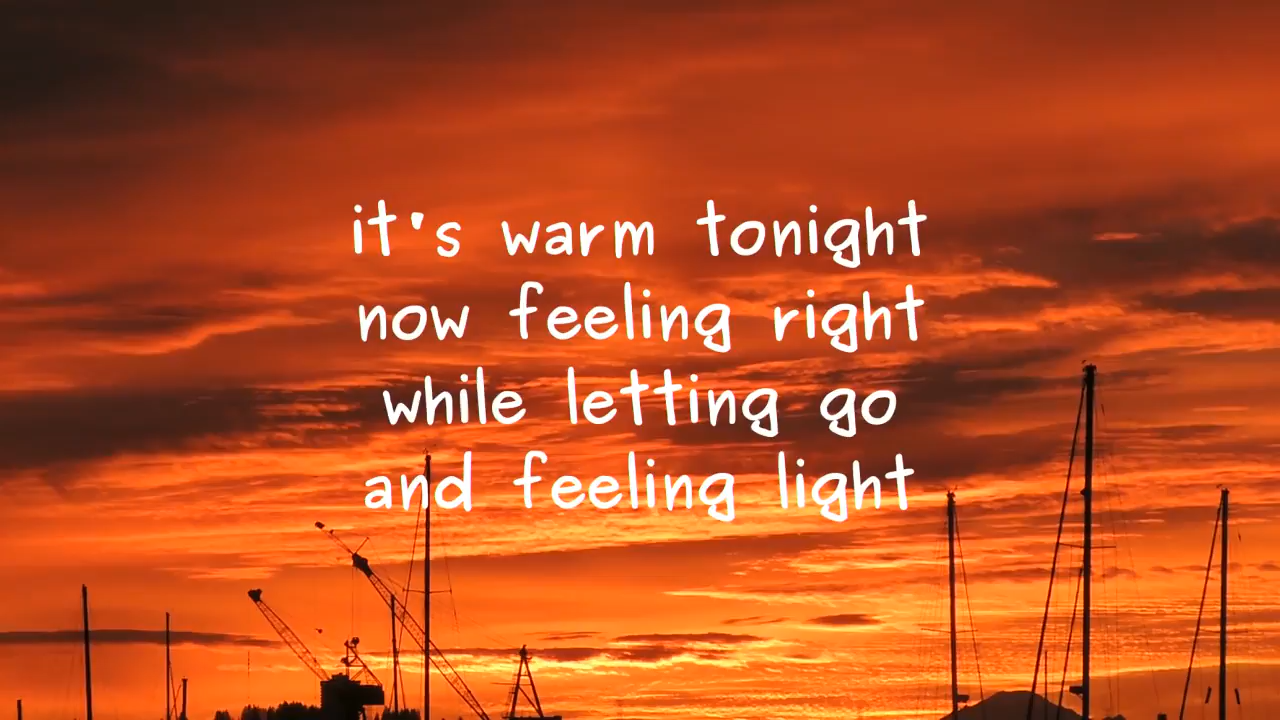 it's warm tonight
now feeling right
while letting go
and feeling light